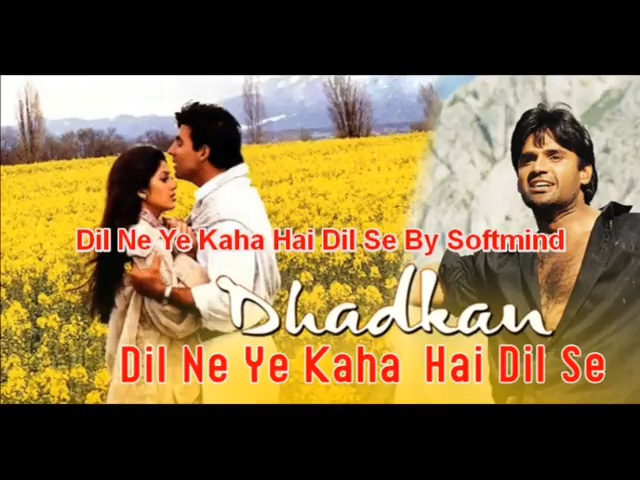 Dil Ne Ye Kaha Hai Dil Se By Softmind
Dhadkan
Dil Ne Ye Kaha Hai Dil Se